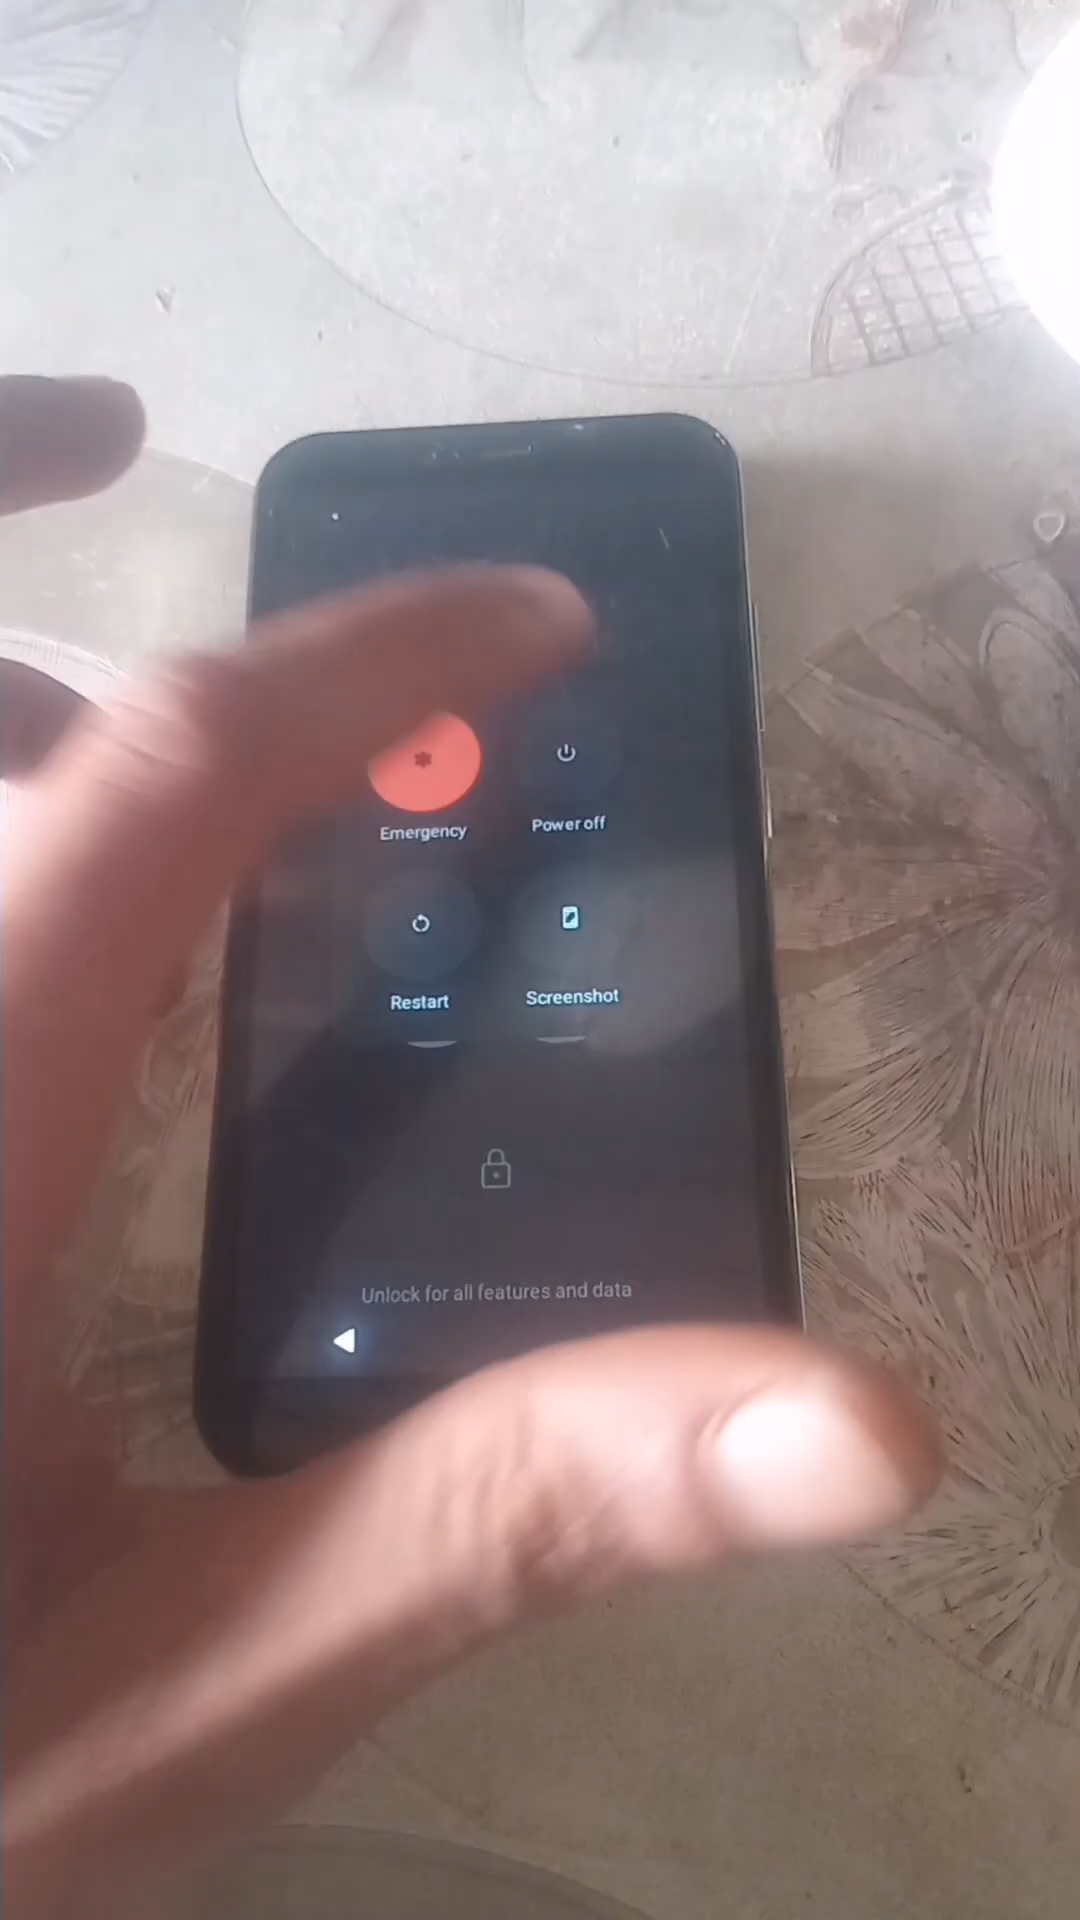 Emergency
Power off
Restart
Screenshot
Unlock for all features and data